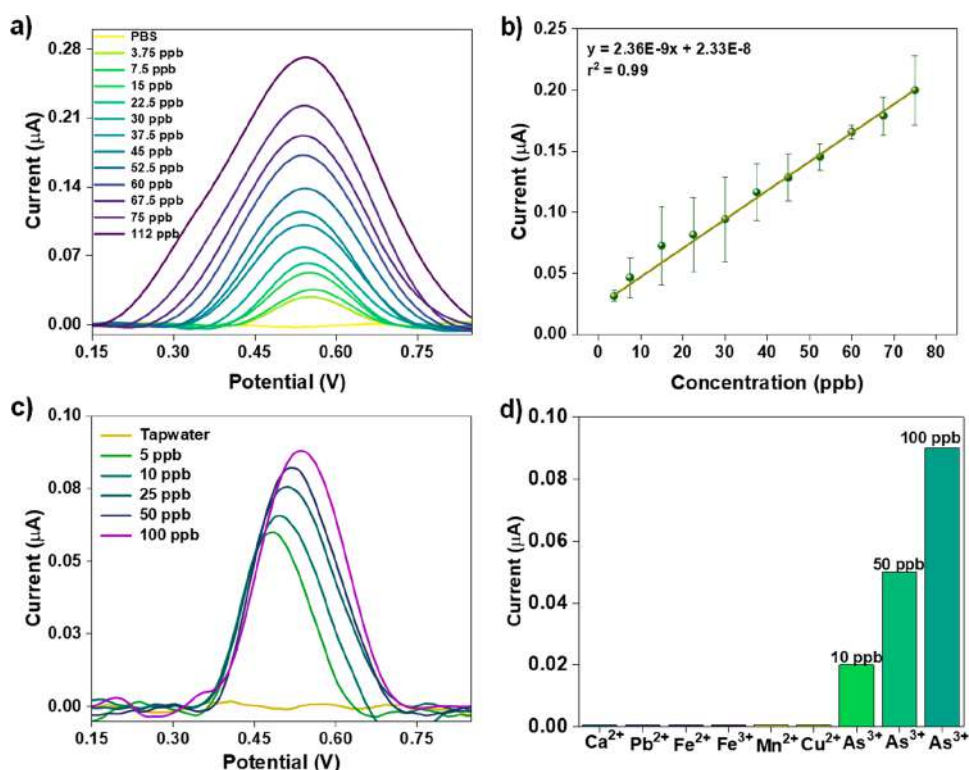 a)
0.28
0.21
0.14
0.07
0.00
Current (μA)
PBS
3.75 ppb
7.5 ppb
15 ppb
22.5 ppb
30 ppb
37.5 ppb
45 ppb
52.5 ppb
60 ppb
67.5 ppb
75 ppb
112 ppb
0.15 0.30 0.45 0.60 0.75
Potential (V)
b)
0.25
0.20
0.15
0.10
0.05
0.00
Current (μA)
y = 2.36E-9x + 2.33E-8
r² = 0.99
0 10 20 30 40 50 60 70 80
Concentration (ppb)
c)
0.10
0.08
0.05
0.03
0.00
Current (μA)
Tapwater
5 ppb
10 ppb
25 ppb
50 ppb
100 ppb
0.15 0.30 0.45 0.60 0.75
Potential (V)
d)
0.10
0.08
0.06
0.04
0.02
0.00
Current (μA)
100 ppb
50 ppb
10 ppb
Ca²⁺ Pb²⁺ Fe²⁺ Fe³⁺ Mn²⁺ Cu²⁺ As³⁺ As³⁺ As³⁺